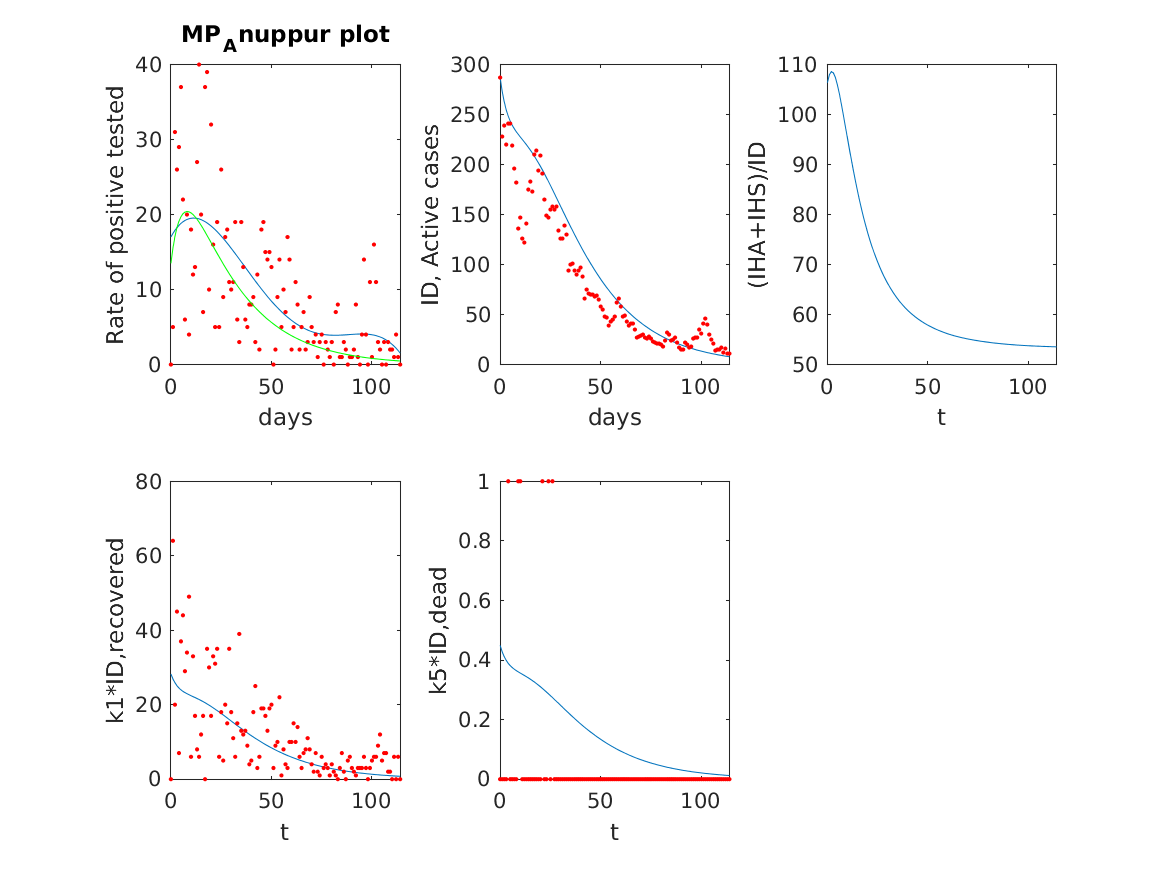 MP_Anuppur plot
40
30
20
10
0
Rate of positive tested
0 50 100
days
300
250
200
150
100
50
0
ID, Active cases
0 50 100
days
110
100
90
80
70
60
50
(IHA+IHS)/ID
0 50 100
t
80
60
40
20
0
k1*ID,recovered
0 50 100
t
1
0.8
0.6
0.4
0.2
0
k5*ID,dead
0 50 100
t